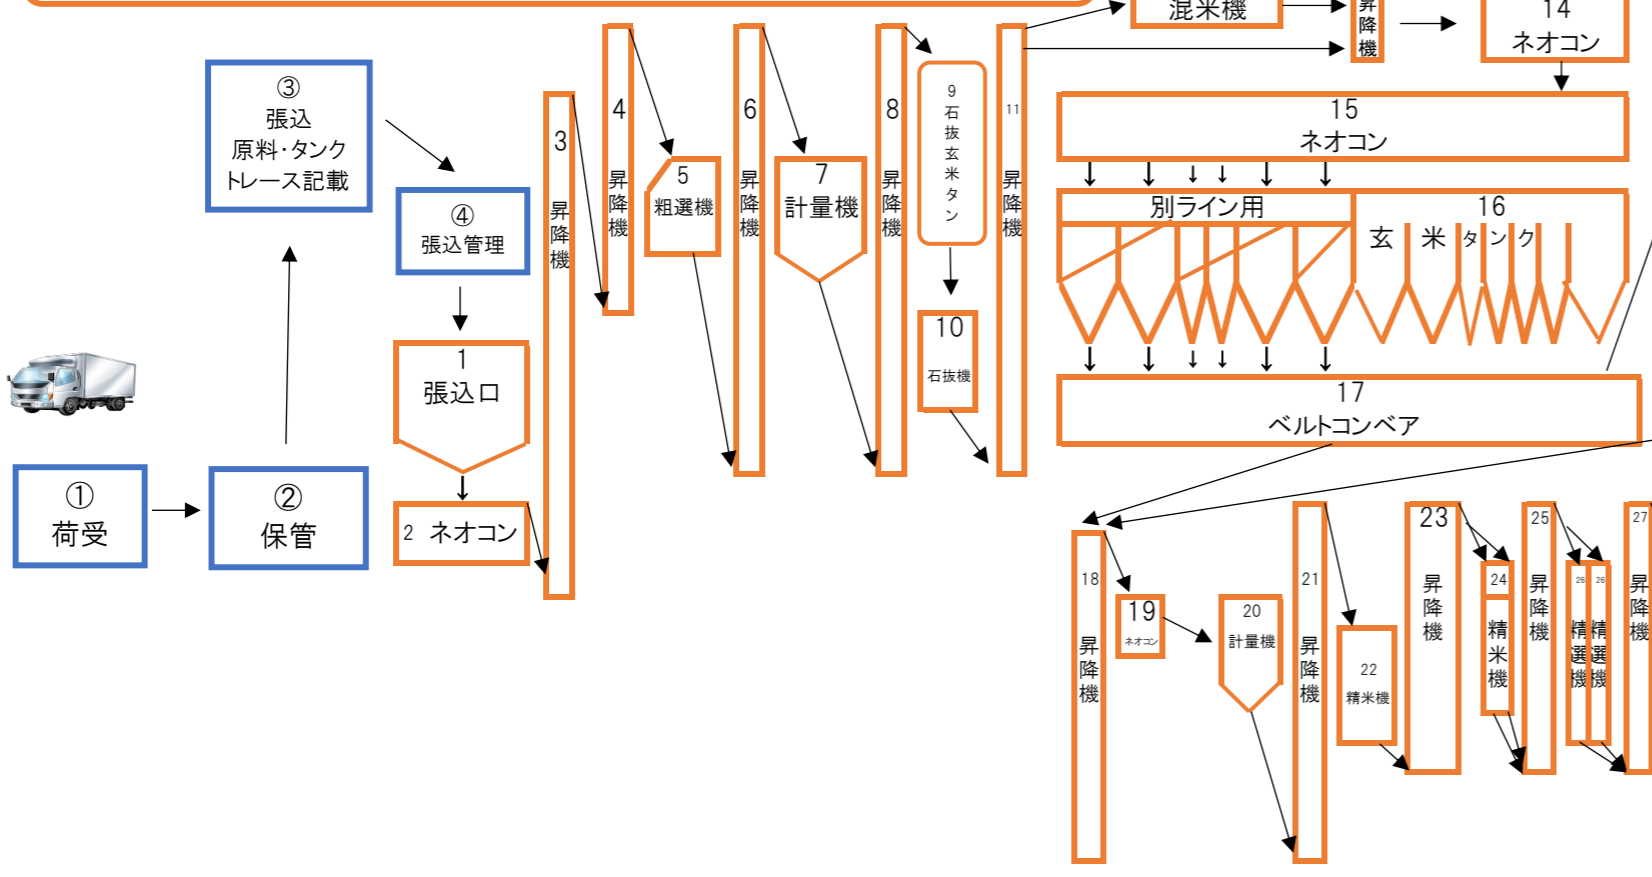 ①
荷受
②
保管
③
張込
原料・タンク
トレース記載
④
張込管理
1
張込口
2 ネオコン
3
昇降機
4
昇降機
5
粗選機
6
昇降機
7
計量機
8
昇降機
9
石抜玄米タン
10
石抜機
11
昇降機
混米機
昇降機
14
ネオコン
15
ネオコン
別ライン用
16
玄米タンク
17
ベルトコンベア
18
昇降機
19
ネオコン
20
計量機
21
昇降機
22
精米機
23
昇降機
24
精米機
25
昇降機
26
精選機
26
精選機
27
昇降機